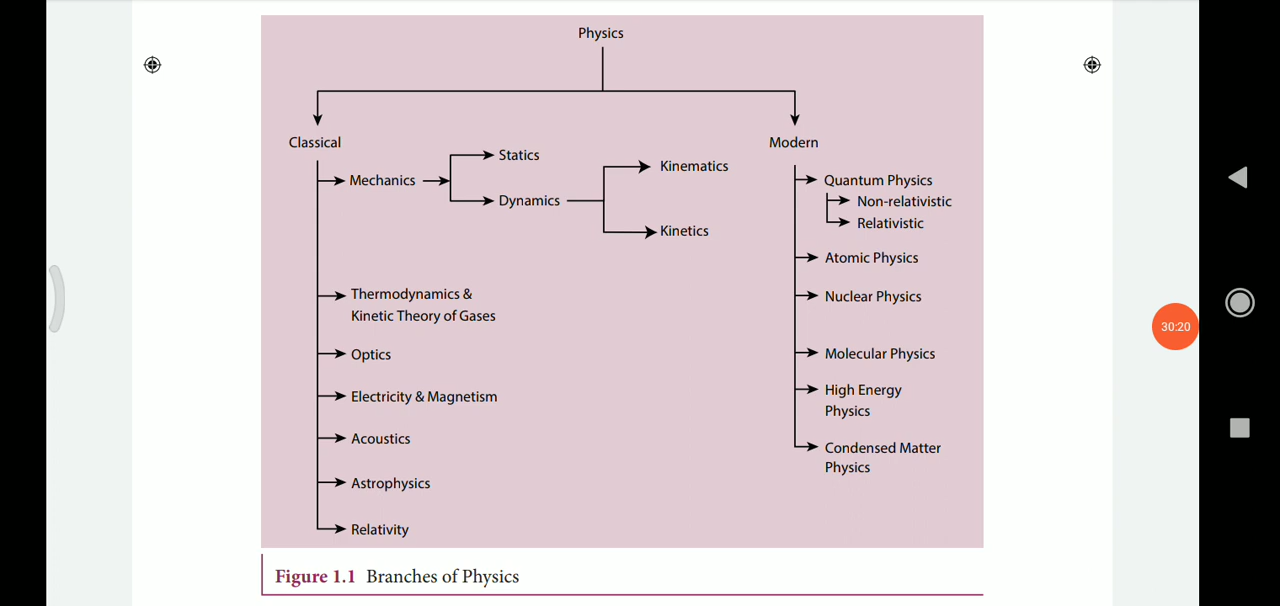 Physics
Classical
Modern
Mechanics
Statics
Dynamics
Kinematics
Kinetics
Thermodynamics &
Kinetic Theory of Gases
Optics
Electricity & Magnetism
Acoustics
Astrophysics
Relativity
Quantum Physics
Non-relativistic
Relativistic
Atomic Physics
Nuclear Physics
Molecular Physics
High Energy
Physics
Condensed Matter
Physics
Figure 1.1 Branches of Physics
30:20